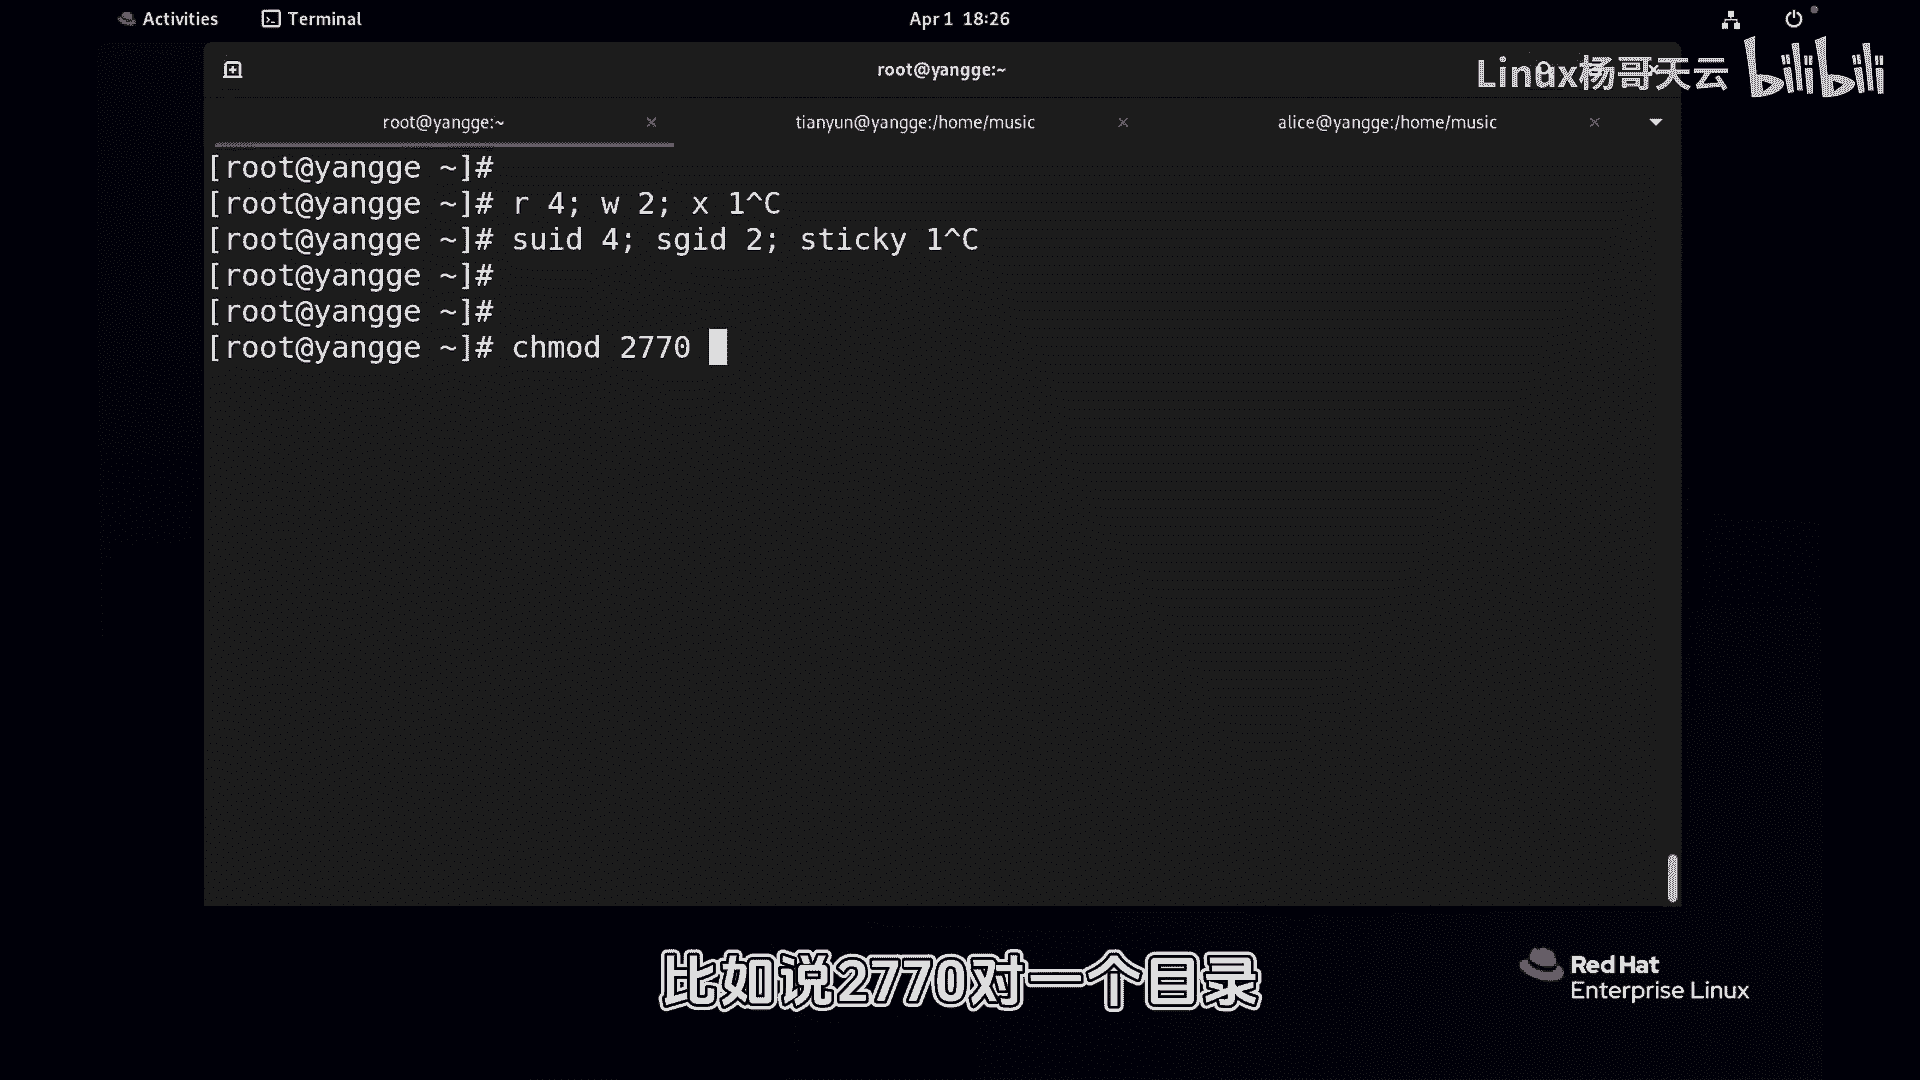 Activities Terminal Apr 1 18:26
root@yangge:~
Linux杨哥天云 bilibili
root@yangge:~ × tianyun@yangge:/home/music × alice@yangge:/home/music ×
[root@yangge ~]#
[root@yangge ~]# r 4; w 2; x 1^C
[root@yangge ~]# suid 4; sgid 2; sticky 1^C
[root@yangge ~]#
[root@yangge ~]#
[root@yangge ~]# chmod 2770
比如说2770对一个目录
Red Hat
Enterprise Linux